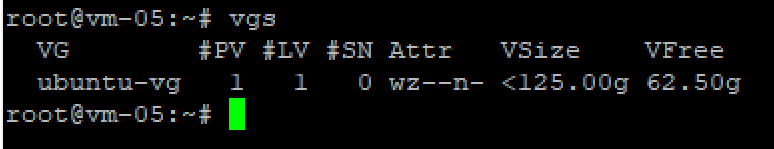 root@vm-05:~# vgs
  VG        #PV #LV #SN Attr   VSize    VFree
  ubuntu-vg   1   1   0 wz--n- <125.00g 62.50g
root@vm-05:~#